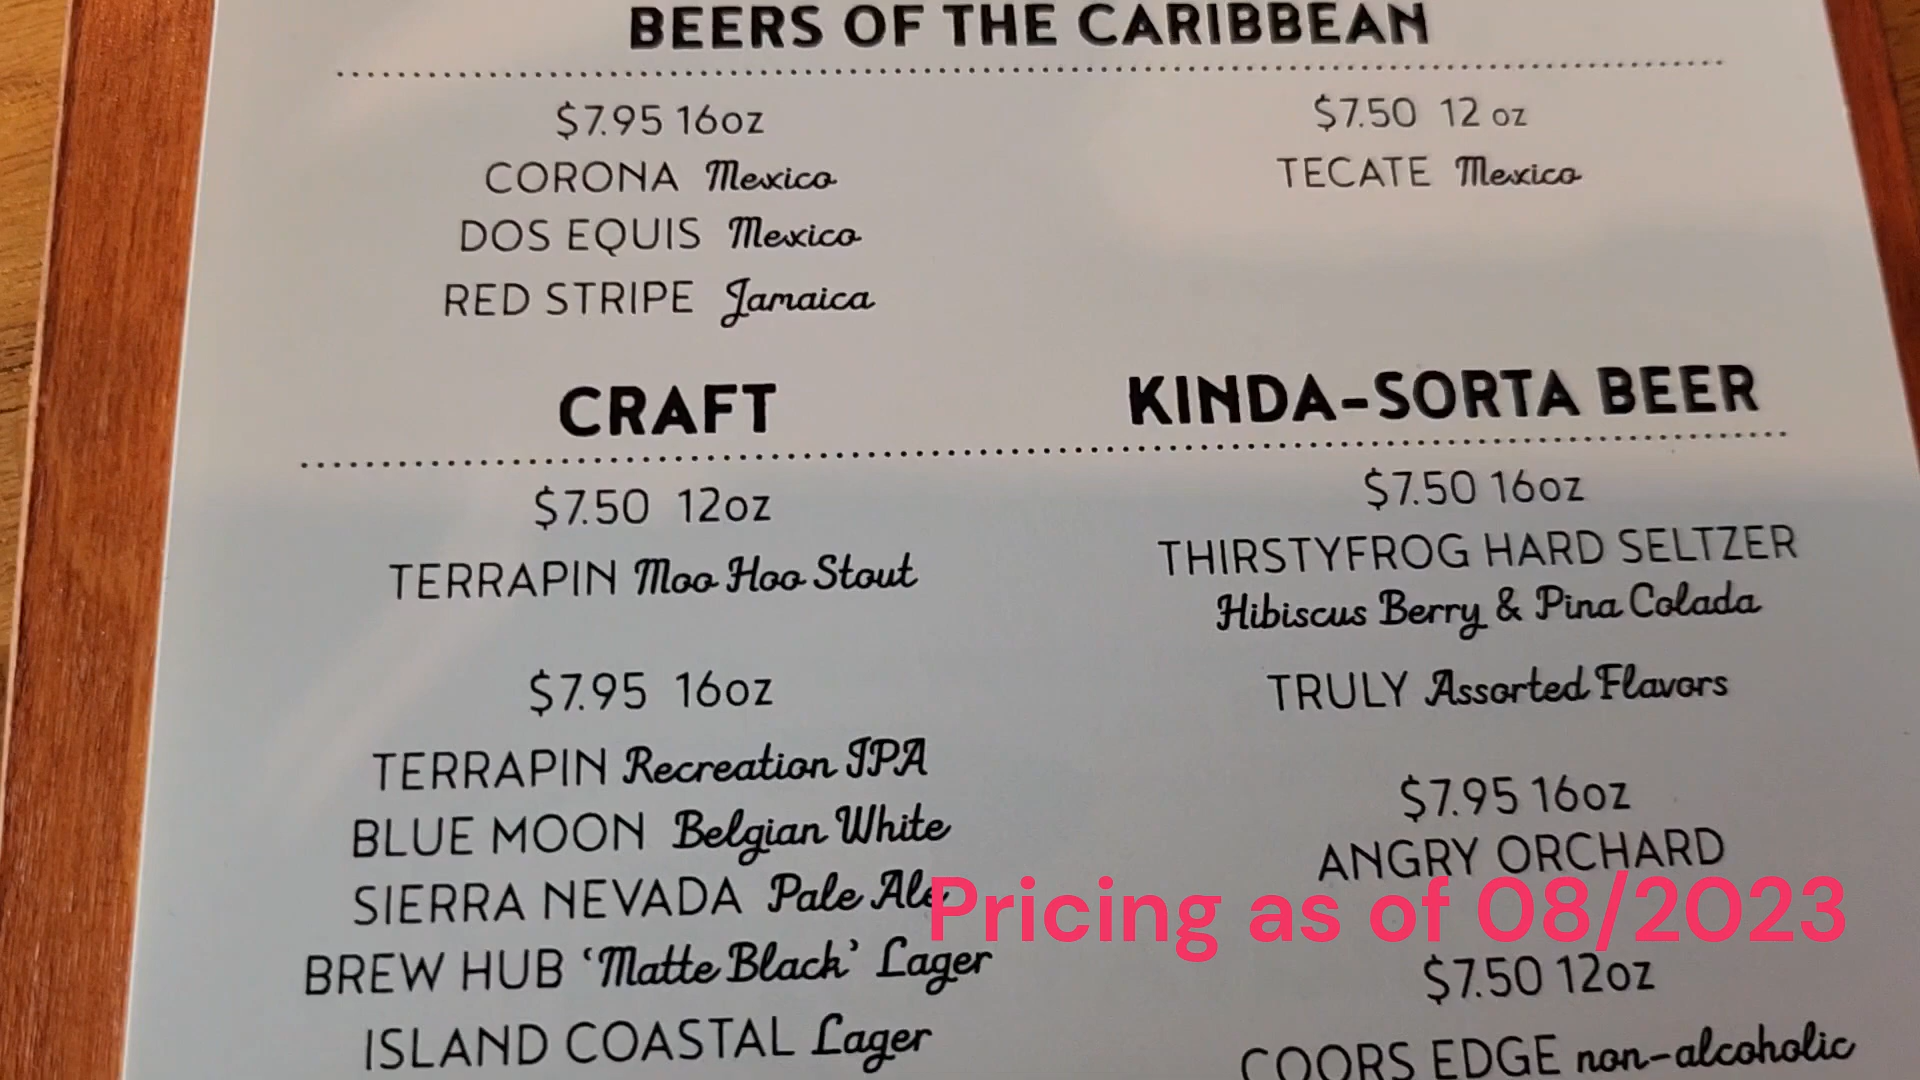 BEERS OF THE CARIBBEAN
$7.95 16oz
CORONA Mexico
DOS EQUIS Mexico
RED STRIPE Jamaica
$7.50 12 oz
TECATE Mexico
CRAFT
$7.50 12oz
TERRAPIN Moo Hoo Stout
$7.95 16oz
TERRAPIN Recreation IPA
BLUE MOON Belgian White
SIERRA NEVADA Pale Ale
BREW HUB ‘Matte Black’ Lager
ISLAND COASTAL Lager
KINDA-SORTA BEER
$7.50 16oz
THIRSTYFROG HARD SELTZER
Hibiscus Berry & Pina Colada
TRULY Assorted Flavors
$7.95 16oz
ANGRY ORCHARD
Pricing as of 08/2023
$7.50 12oz
COORS EDGE non-alcoholic